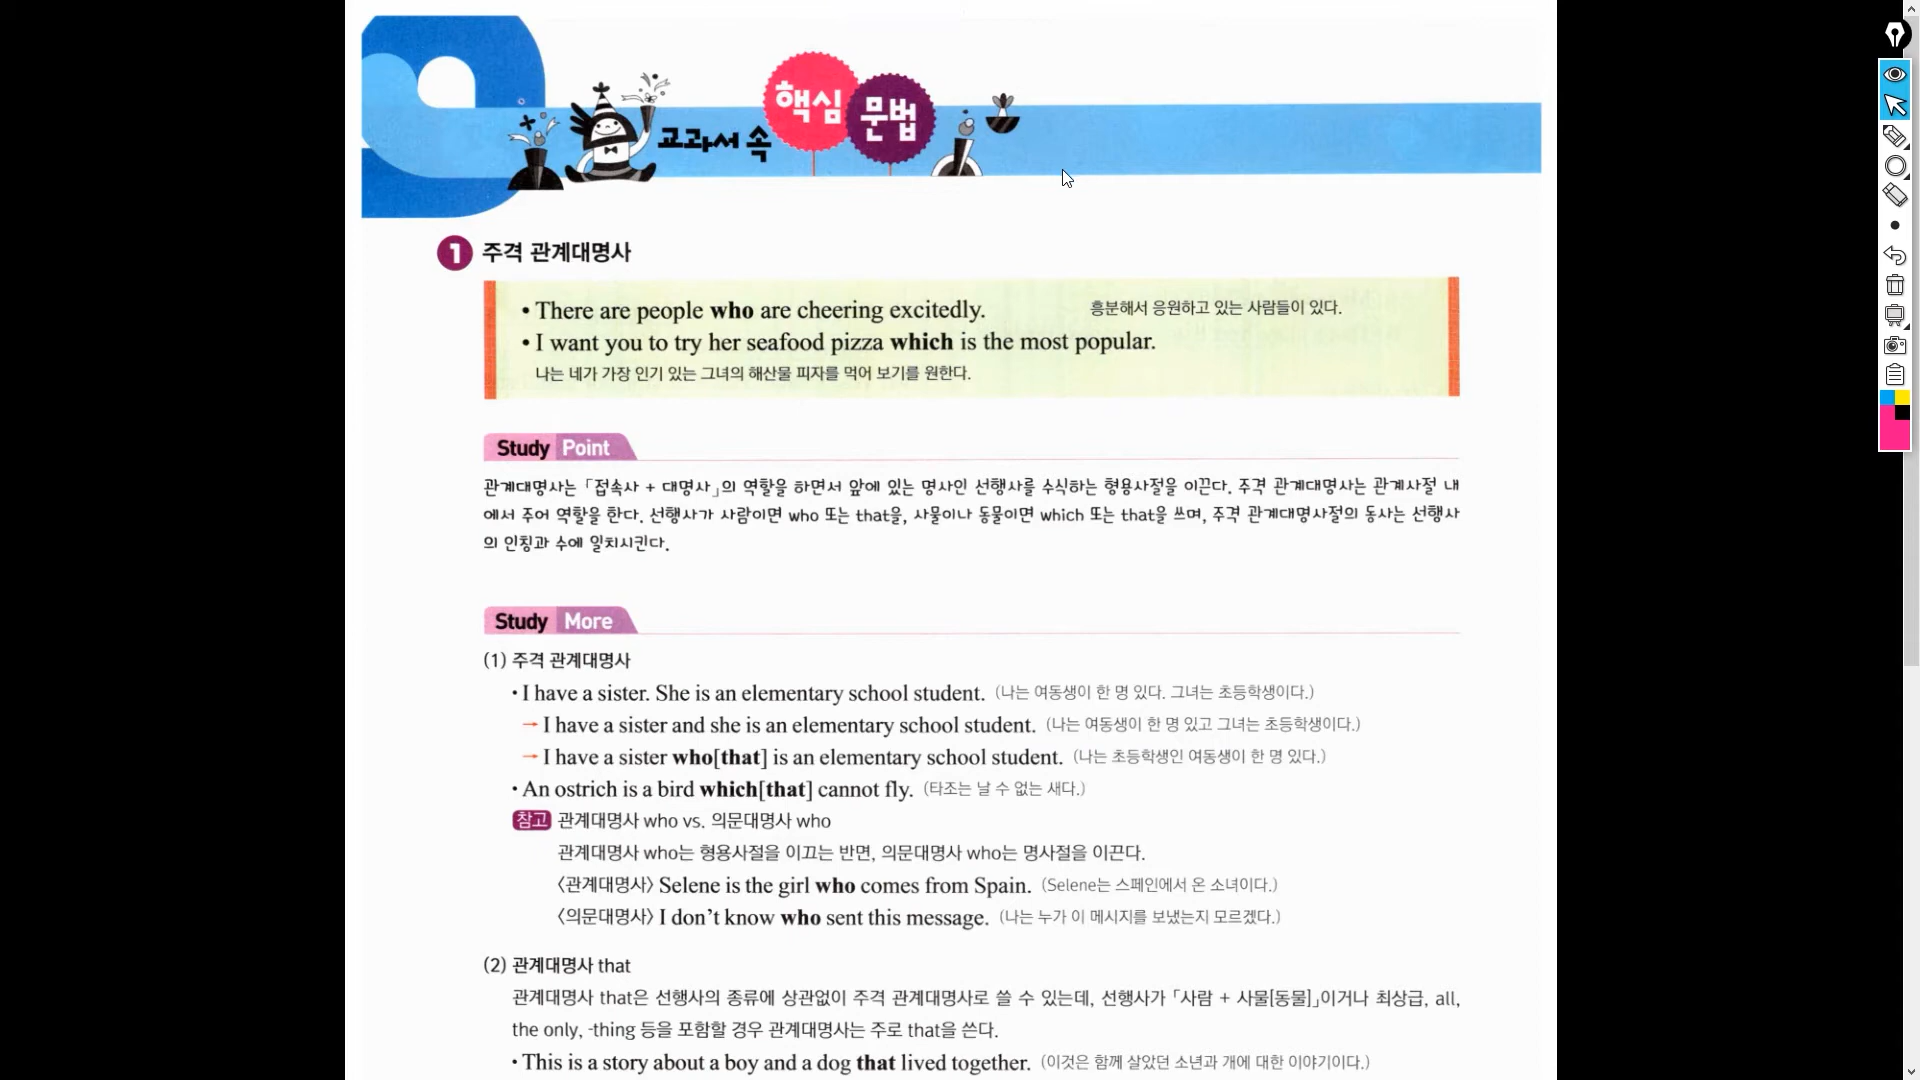 교과서 속 핵심 문법
1 주격 관계대명사
• There are people who are cheering excitedly. 흥분해서 응원하고 있는 사람들이 있다.
• I want you to try her seafood pizza which is the most popular.
나는 네가 가장 인기 있는 그녀의 해산물 피자를 먹어 보기를 원한다.
Study Point
관계대명사는 「접속사 + 대명사」의 역할을 하면서 앞에 있는 명사인 선행사를 수식하는 형용사절을 이끈다. 주격 관계대명사는 관계사절 내
에서 주어 역할을 한다. 선행사가 사람이면 who 또는 that을, 사물이나 동물이면 which 또는 that을 쓰며, 주격 관계대명사절의 동사는 선행사
의 인칭과 수에 일치시킨다.
Study More
(1) 주격 관계대명사
• I have a sister. She is an elementary school student. (나는 여동생이 한 명 있다. 그녀는 초등학생이다.)
→ I have a sister and she is an elementary school student. (나는 여동생이 한 명 있고 그녀는 초등학생이다.)
→ I have a sister who[that] is an elementary school student. (나는 초등학생인 여동생이 한 명 있다.)
• An ostrich is a bird which[that] cannot fly. (타조는 날 수 없는 새다.)
참고 관계대명사 who vs. 의문대명사 who
관계대명사 who는 형용사절을 이끄는 반면, 의문대명사 who는 명사절을 이끈다.
〈관계대명사〉 Selene is the girl who comes from Spain. (Selene는 스페인에서 온 소녀이다.)
〈의문대명사〉 I don't know who sent this message. (나는 누가 이 메시지를 보냈는지 모르겠다.)
(2) 관계대명사 that
관계대명사 that은 선행사의 종류에 상관없이 주격 관계대명사로 쓸 수 있는데, 선행사가 「사람 + 사물[동물]」이거나 최상급, all,
the only, -thing 등을 포함할 경우 관계대명사는 주로 that을 쓴다.
• This is a story about a boy and a dog that lived together. (이것은 함께 살았던 소년과 개에 대한 이야기이다.)